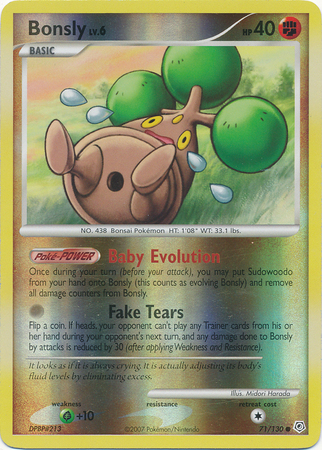 Bonsly LV.6 HP 40
BASIC
NO. 438 Bonsai Pokémon HT: 1'08" WT: 33.1 lbs.
Poké-POWER Baby Evolution
Once during your turn (before your attack), you may put Sudowoodo
from your hand onto Bonsly (this counts as evolving Bonsly) and
remove all damage counters from Bonsly.
Fake Tears
Flip a coin. If heads, your opponent can't play any Trainer cards from his or
her hand during your opponent's next turn, and any damage done to Bonsly
by attacks is reduced by 30 (after applying Weakness and Resistance).
It looks as if it is always crying. It is actually adjusting its body's
fluid levels by eliminating excess.
Illus. Midori Harada
weakness resistance retreat cost
+10
DPBP#213 ©2007 Pokémon/Nintendo 71/130